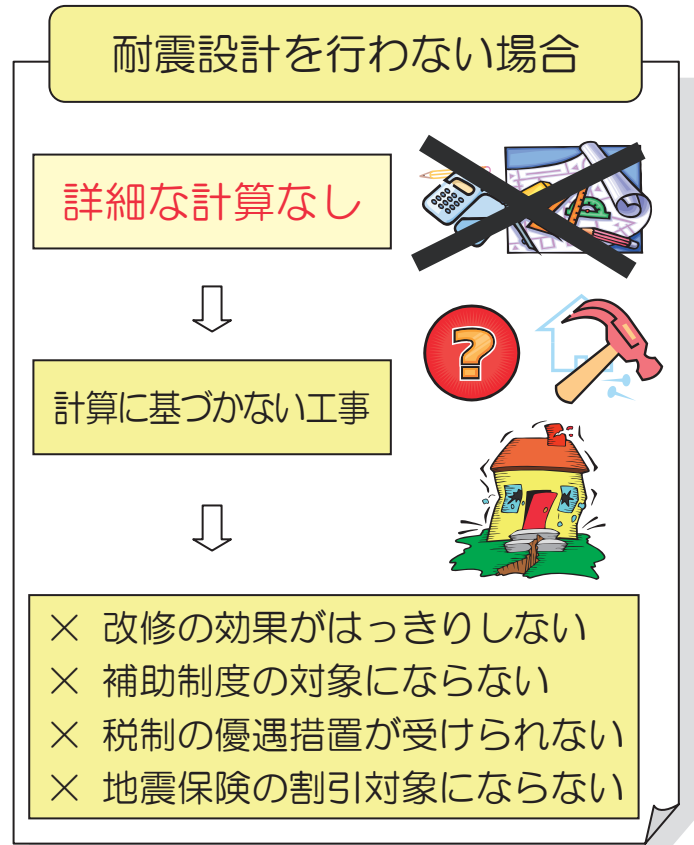 耐震設計を行わない場合
詳細な計算なし
?
計算に基づかない工事
× 改修の効果がはっきりしない
× 補助制度の対象にならない
× 税制の優遇措置が受けられない
× 地震保険の割引対象にならない